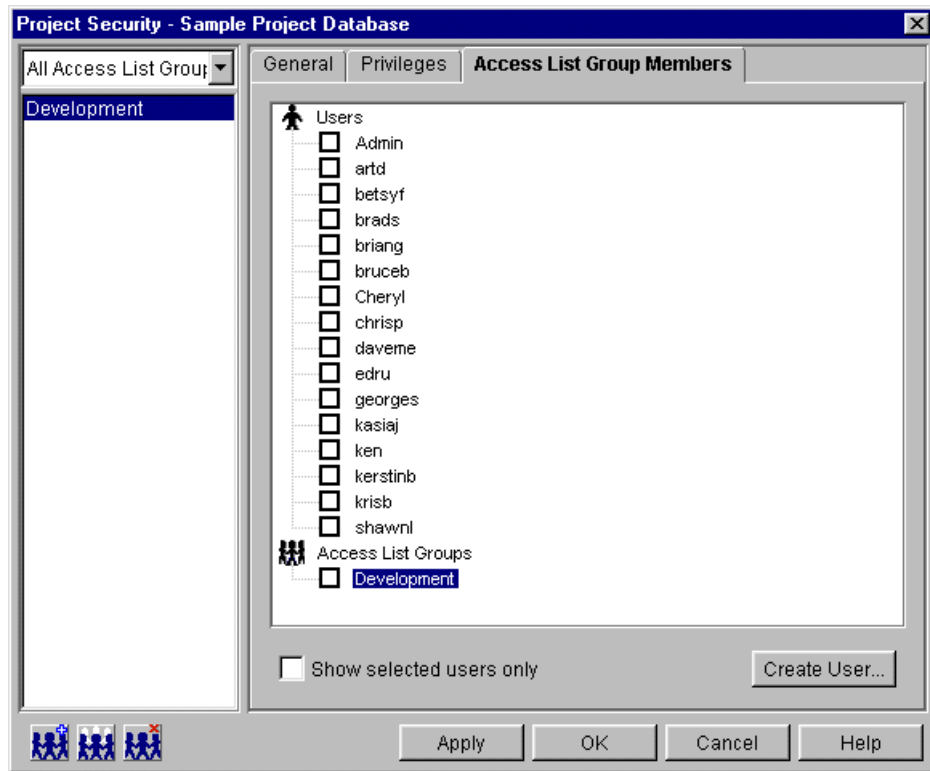 Project Security - Sample Project Database
All Access List Group
Development
General Privileges Access List Group Members
Users
Admin
artd
betsyf
brads
briang
bruceb
Cheryl
chrisp
daveme
edru
georges
kasiaj
ken
kerstinb
krisb
shawnl
Access List Groups
Development
Show selected users only
Create User...
Apply OK Cancel Help